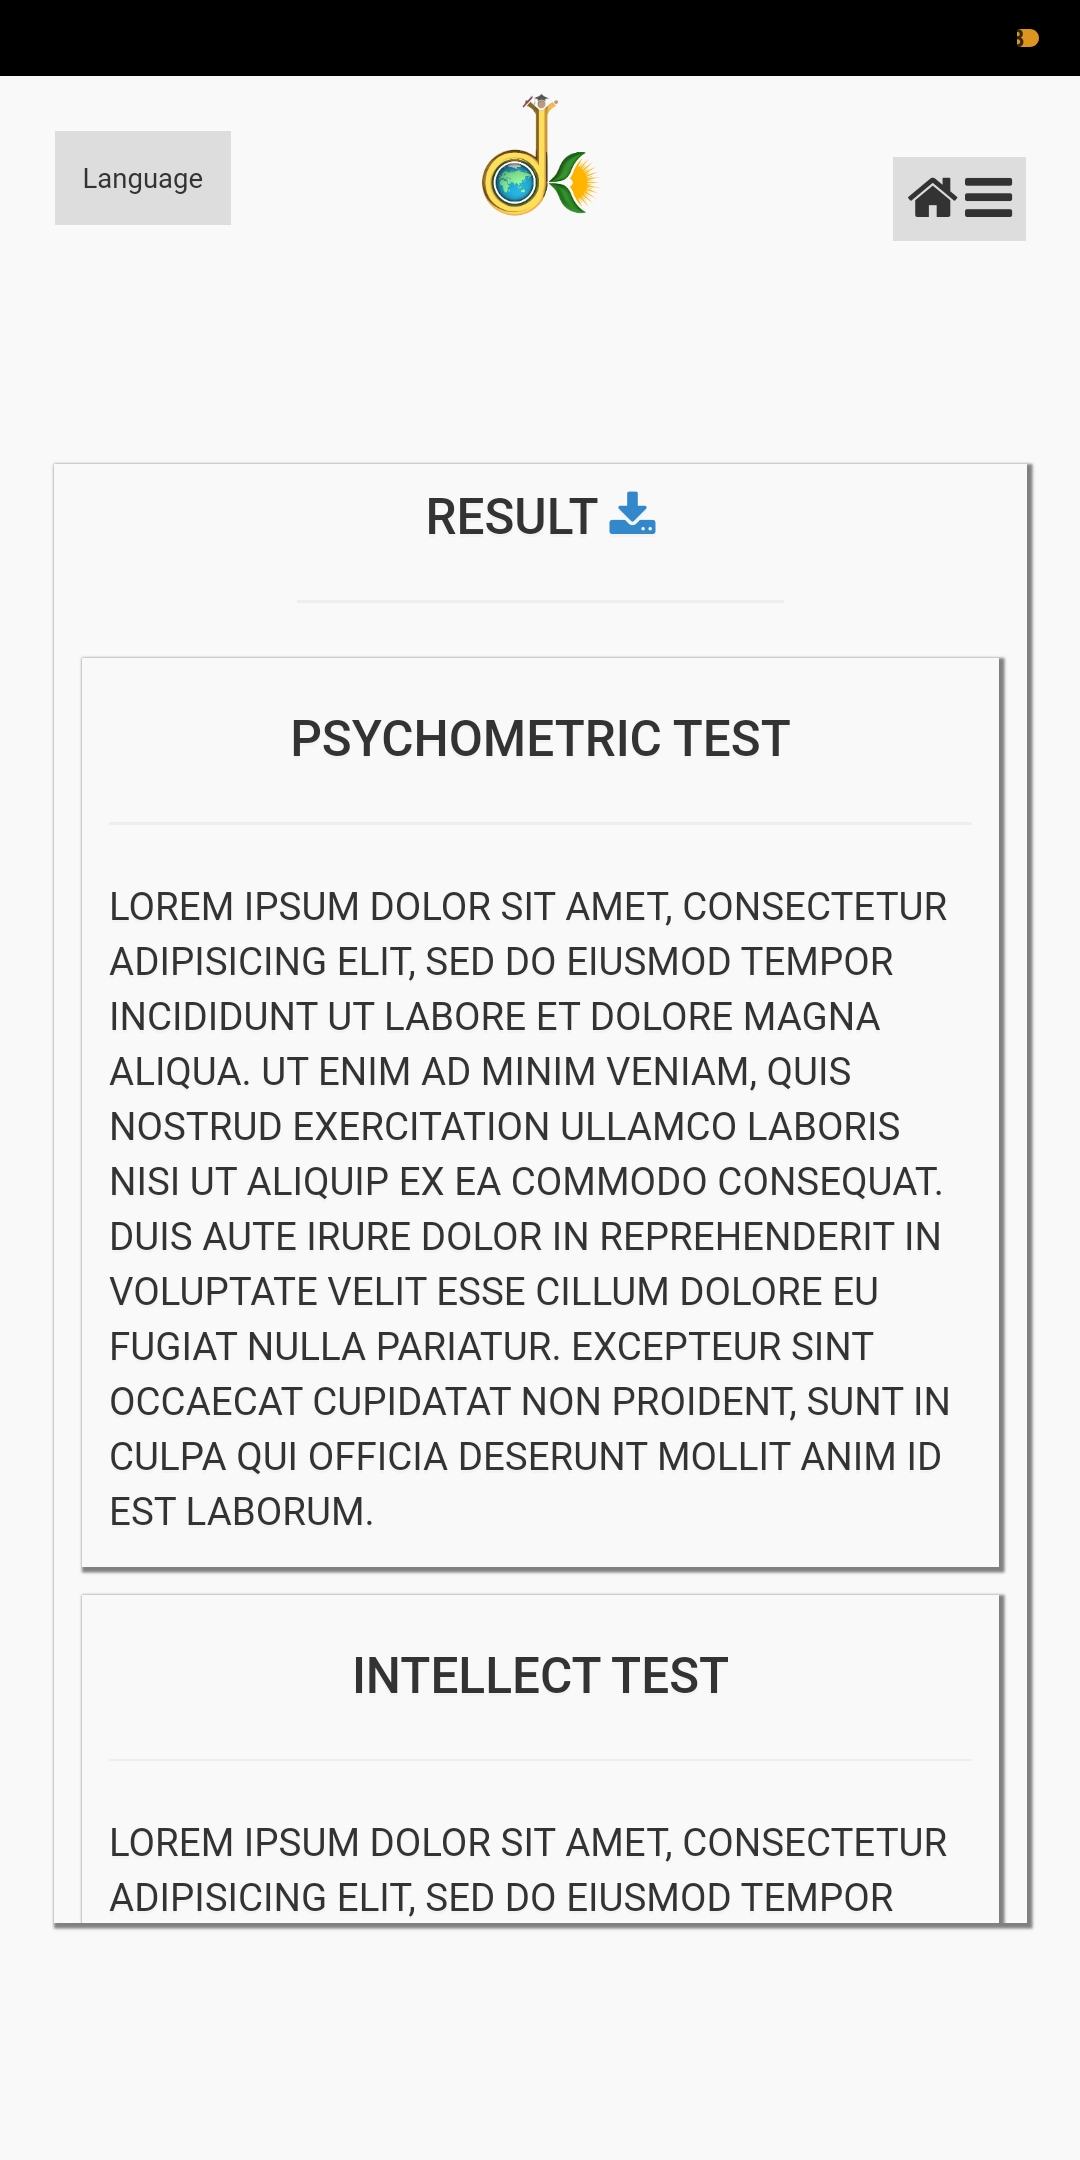 Language
RESULT
PSYCHOMETRIC TEST
LOREM IPSUM DOLOR SIT AMET, CONSECTETUR
ADIPISICING ELIT, SED DO EIUSMOD TEMPOR
INCIDIDUNT UT LABORE ET DOLORE MAGNA
ALIQUA. UT ENIM AD MINIM VENIAM, QUIS
NOSTRUD EXERCITATION ULLAMCO LABORIS
NISI UT ALIQUIP EX EA COMMODO CONSEQUAT.
DUIS AUTE IRURE DOLOR IN REPREHENDERIT IN
VOLUPTATE VELIT ESSE CILLUM DOLORE EU
FUGIAT NULLA PARIATUR. EXCEPTEUR SINT
OCCAECAT CUPIDATAT NON PROIDENT, SUNT IN
CULPA QUI OFFICIA DESERUNT MOLLIT ANIM ID
EST LABORUM.
INTELLECT TEST
LOREM IPSUM DOLOR SIT AMET, CONSECTETUR
ADIPISICING ELIT, SED DO EIUSMOD TEMPOR